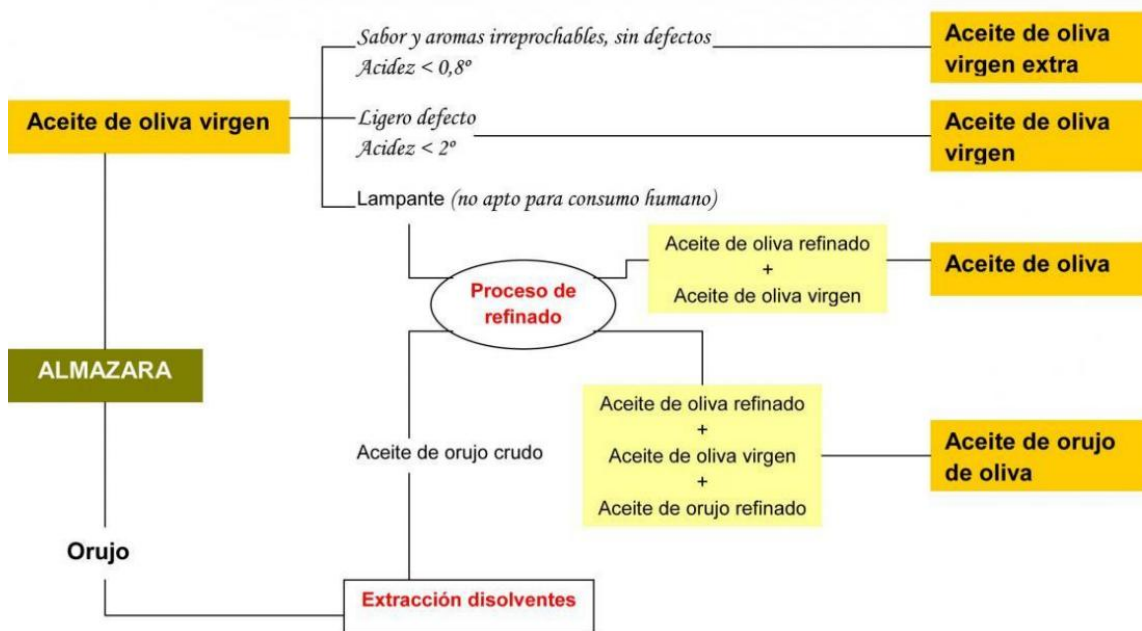 Sabor y aromas irreprochables, sin defectos
Acidez < 0,8º
Aceite de oliva
virgen extra
Aceite de oliva virgen
Ligero defecto
Acidez < 2º
Aceite de oliva
virgen
Lampante (no apto para consumo humano)
Aceite de oliva refinado
+
Aceite de oliva virgen
Aceite de oliva
Proceso de
refinado
ALMAZARA
Aceite de orujo crudo
Aceite de oliva refinado
+
Aceite de oliva virgen
+
Aceite de orujo refinado
Aceite de orujo
de oliva
Orujo
Extracción disolventes